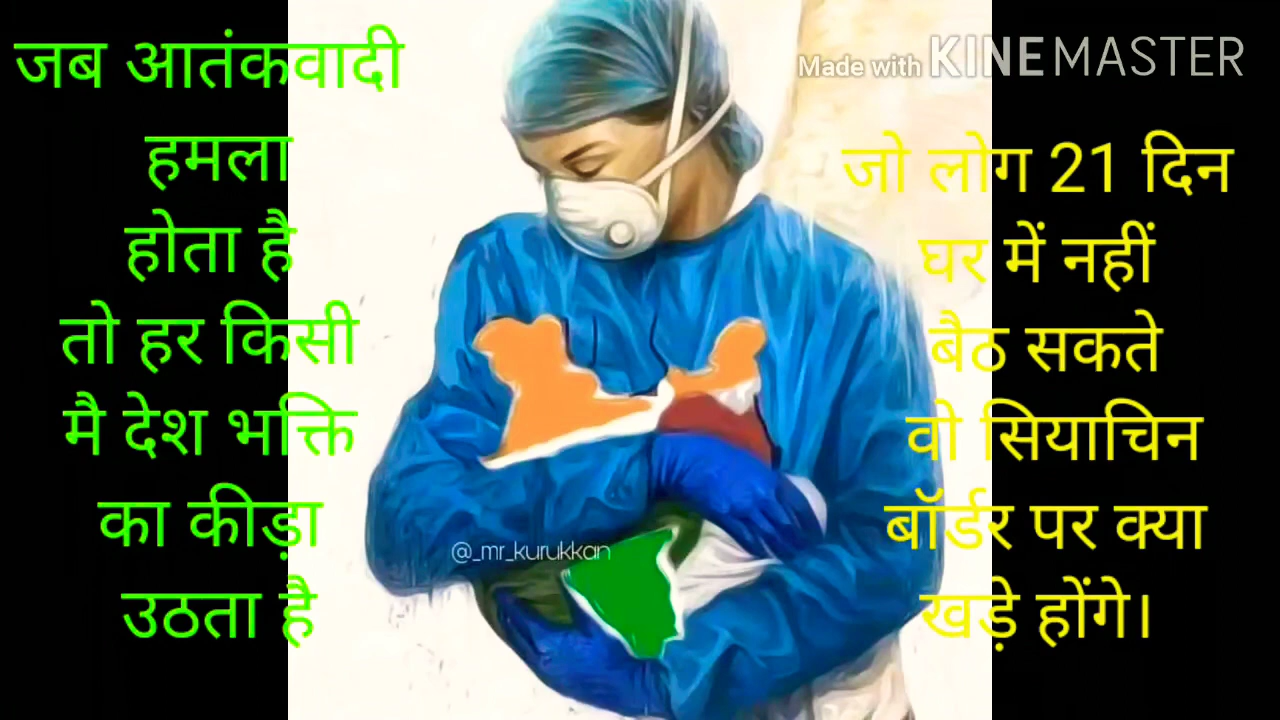 जब आतंकवादी
हमला
होता है
तो हर किसी
मै देश भक्ति
का कीड़ा
उठता है
Made with KINEMASTER
जो लोग 21 दिन
घर में नहीं
बैठ सकते
वो सियाचिन
बॉर्डर पर क्या
खड़े होंगे।
@_mr_kurukkan